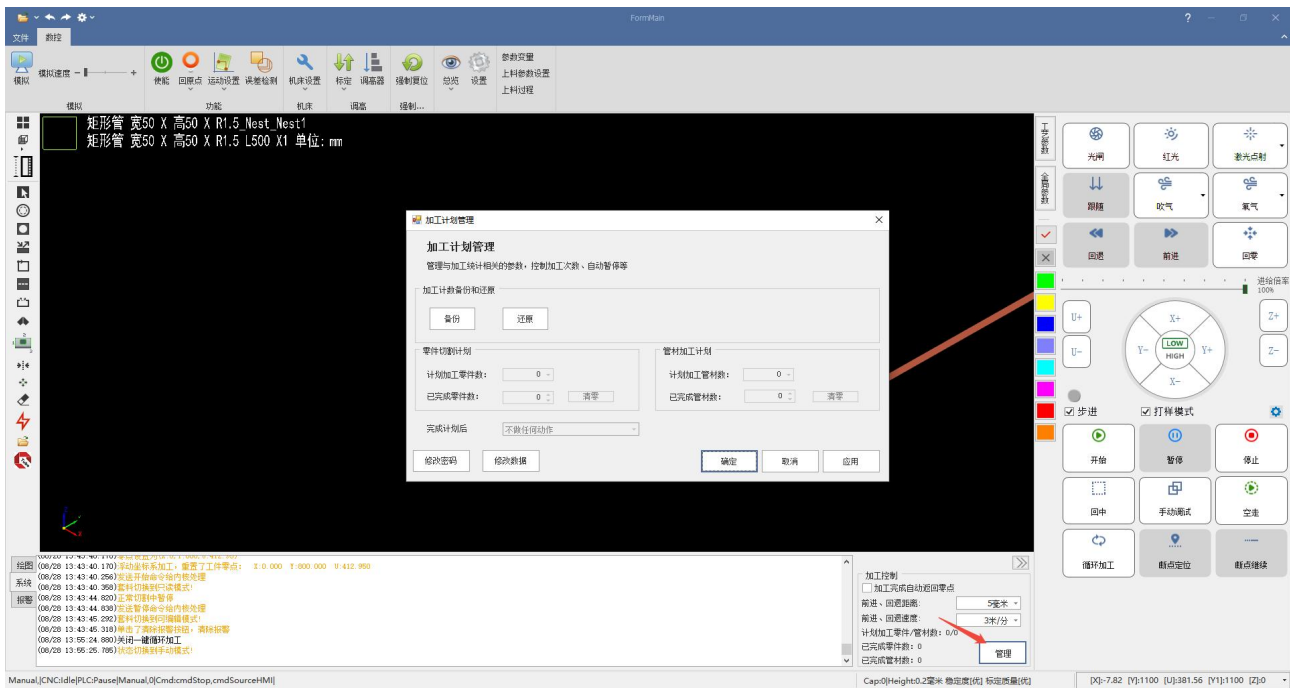 FormMain
文件 数控
模拟 模拟速度 使能 回原点 运动设置 误差检测 机床设置 标定 调高器 强制复位 总览 设置
参数变量
上料参数设置
上料过程
模拟 功能 机床 调高 强制...
矩形管 宽50 X 高50 X R1.5_Nest_Nest1
矩形管 宽50 X 高50 X R1.5 L500 X1 单位: mm
工艺参数
全局参数
加工计划管理
加工计划管理
管理与加工统计相关的参数，控制加工次数、自动暂停等
加工计数备份和还原
备份 还原
零件切割计划 管材加工计划
计划加工零件数: 0 计划加工管材数: 0
已完成零件数: 0 清零 已完成管材数: 0 清零
完成计划后 不做任何动作
修改密码 修改数据 确定 取消 应用
光闸 红光 激光点射
跟随 吹气 氧气
回退 前进 回零
进给倍率
100%
U+ X+ Z+
Y- LOW HIGH Y+
U- X- Z-
步进 打样模式
开始 暂停 停止
回中 手动调试 空走
循环加工 断点定位 断点继续
绘图
系统
报警
(08/28 13:43:40.170)浮动坐标系加工，重置了工件零点: X:0.000 Y:800.000 U:412.950
(08/28 13:43:40.256)发送开始命令给内核处理
(08/28 13:43:40.358)套料切换到只读模式!
(08/28 13:43:44.820)正常切割中暂停
(08/28 13:43:44.838)发送暂停命令给内核处理
(08/28 13:43:45.292)套料切换到可编辑模式!
(08/28 13:43:45.318)单击了清除报警按钮，清除报警
(08/28 13:55:24.880)关闭一键循环加工
(08/28 13:55:25.785)状态切换到手动模式!
加工控制
加工完成自动返回零点
前进、回退距离: 5毫米
前进、回退速度: 3米/分
计划加工零件/管材数: 0/0
已完成零件数: 0
已完成管材数: 0
管理
Manual,|CNC:Idle|PLC:Pause|Manual,0|Cmd:cmdStop,cmdSourceHMI| Cap:0|Height:0.2毫米 稳定度[优] 标定质量[优] [X]:-7.82 [Y]:1100 [U]:381.56 [Y1]:1100 [Z]:0